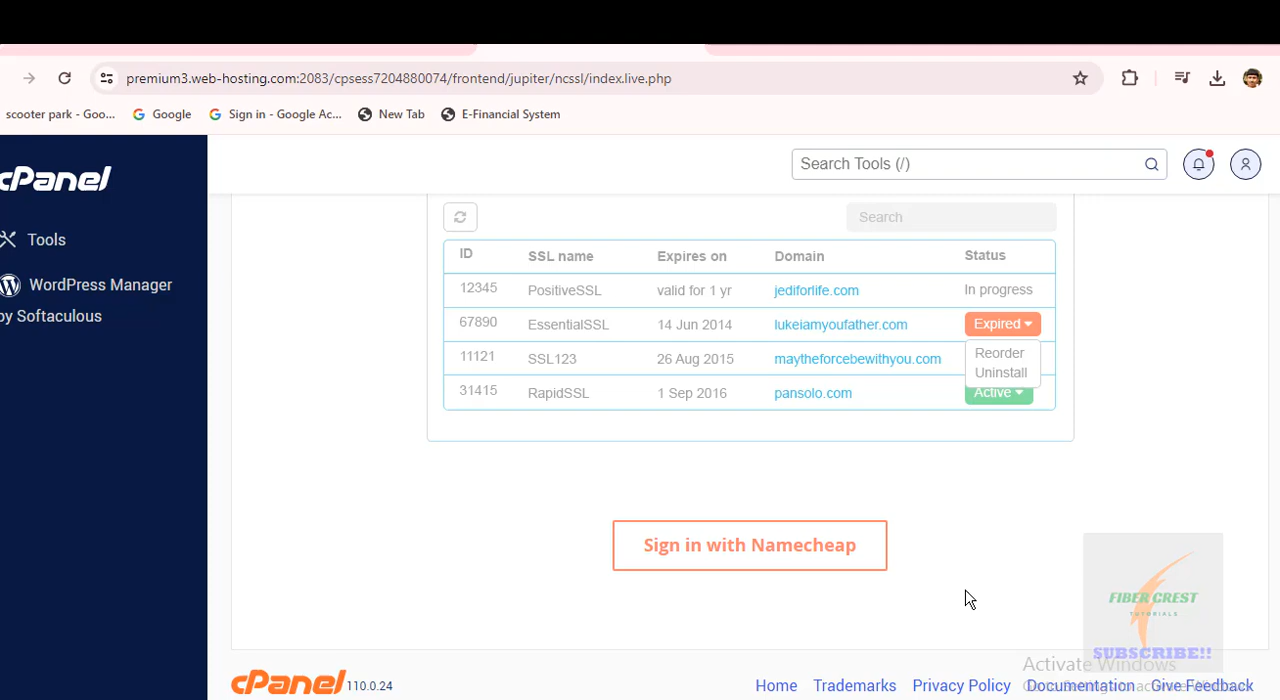 premium3.web-hosting.com:2083/cpsess7204880074/frontend/jupiter/ncssl/index.live.php
scooter park - Goo... Google Sign in - Google Ac... New Tab E-Financial System
cPanel
Search Tools (/)
Tools
WordPress Manager
by Softaculous
Search
ID SSL name Expires on Domain Status
12345 PositiveSSL valid for 1 yr jediforlife.com In progress
67890 EssentialSSL 14 Jun 2014 lukeiamyoufather.com Expired
Reorder
11121 SSL123 26 Aug 2015 maytheforcebewithyou.com
Uninstall
31415 RapidSSL 1 Sep 2016 pansolo.com Active
Sign in with Namecheap
FIBER CREST
TUTORIALS
SUBSCRIBE!!
Activate Windows
cPanel 110.0.24 Home Trademarks Privacy Policy Documentation Give Feedback